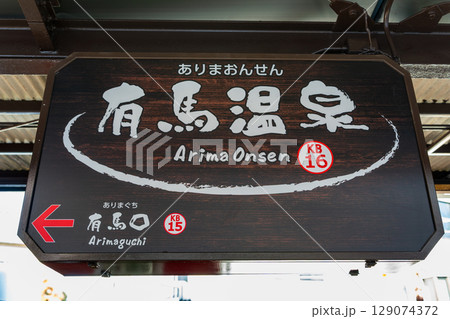 ありまおんせん
有馬温泉
Arima Onsen
KB
16
ありまぐち
有馬口
Arimaguchi
KB
15
129074372